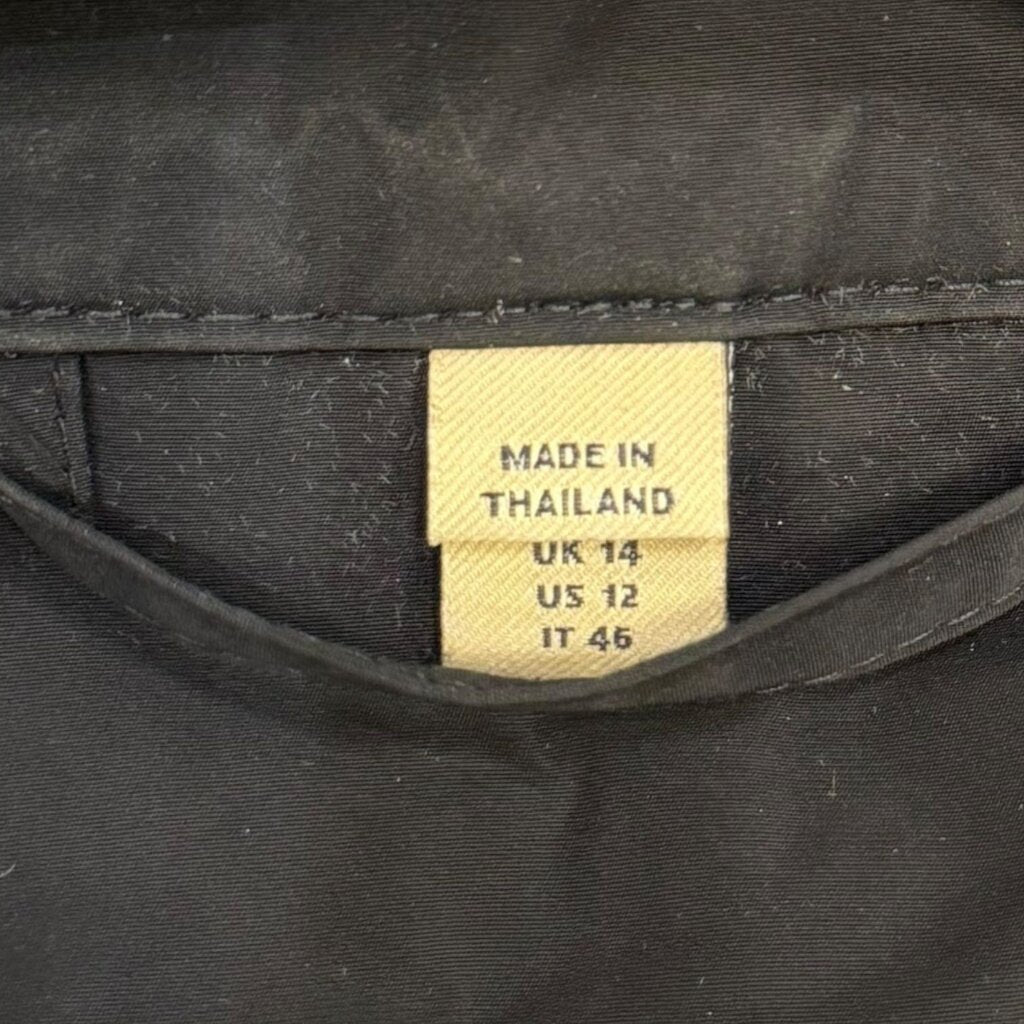 MADE IN
THAILAND
UK 14
US 12
IT 46